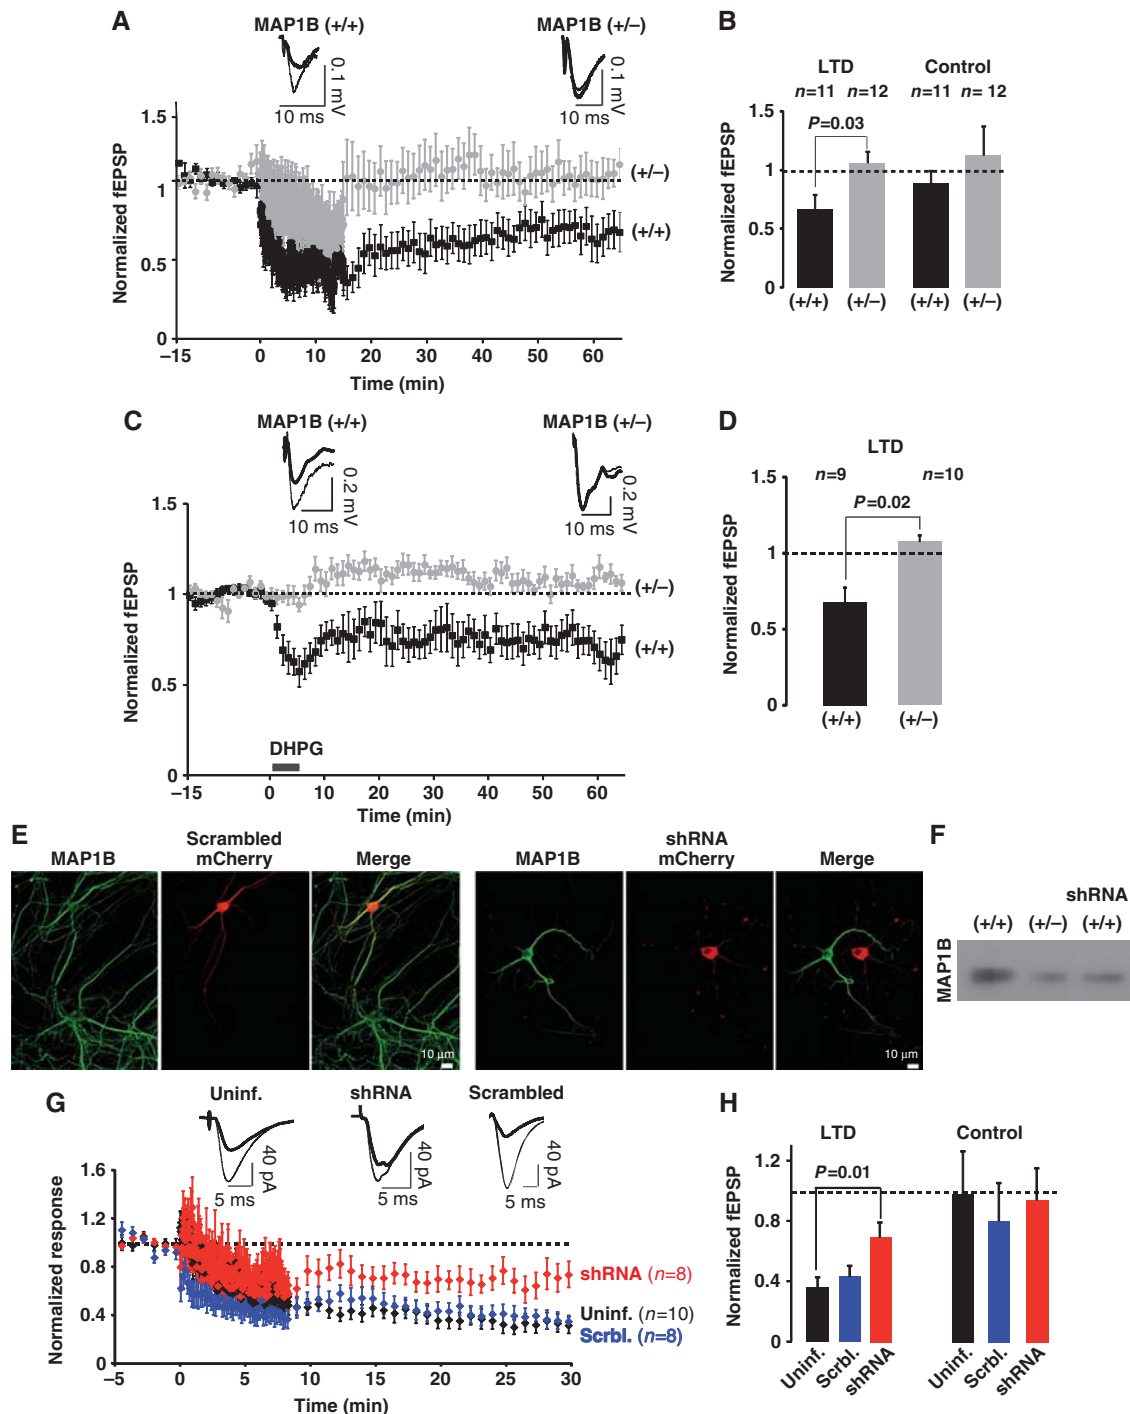 A
MAP1B (+/+)
MAP1B (+/–)
0.1 mV
10 ms
0.1 mV
10 ms
Normalized fEPSP
1.5
1
0.5
0
(+/–)
(+/+)
–15 0 10 20 30 40 50 60
Time (min)
B
LTD Control
n=11 n=12 n=11 n= 12
P=0.03
Normalized fEPSP
1.5
1
0.5
0
(+/+) (+/–) (+/+) (+/–)
C
MAP1B (+/+)
MAP1B (+/–)
0.2 mV
10 ms
0.2 mV
10 ms
Normalized fEPSP
1.5
1
0.5
0
(+/–)
(+/+)
DHPG
–15 0 10 20 30 40 50 60
Time (min)
D
LTD
n=9 n=10
P=0.02
Normalized fEPSP
1.5
1
0.5
0
(+/+) (+/–)
E
MAP1B
Scrambled
mCherry
Merge
MAP1B
shRNA
mCherry
Merge
10 µm
10 µm
F
shRNA
(+/+) (+/–) (+/+)
MAP1B
G
Uninf.
shRNA
Scrambled
40 pA
5 ms
40 pA
5 ms
40 pA
5 ms
Normalized response
1.6
1.2
0.8
0.4
0
shRNA (n=8)
Uninf. (n=10)
Scrbl. (n=8)
–5 0 5 10 15 20 25 30
Time (min)
H
LTD Control
P=0.01
Normalized fEPSP
1.2
0.8
0.4
0
Uninf. Scrbl. shRNA Uninf. Scrbl. shRNA